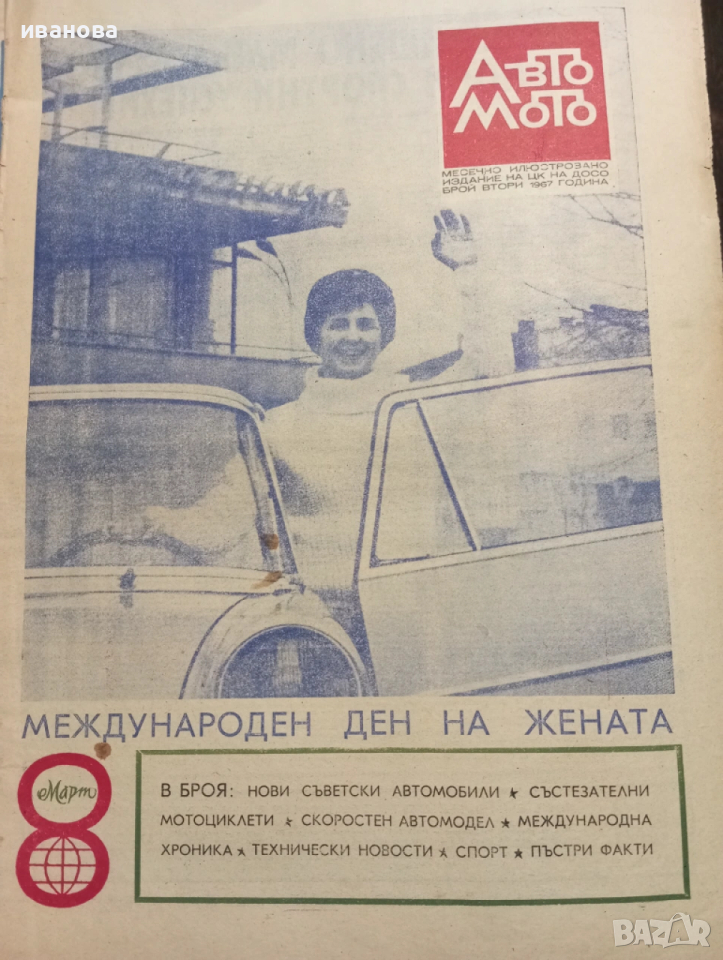 иванова
АВТО
МОТО
МЕСЕЧНО ИЛЮСТРОВАНО
ИЗДАНИЕ НА ЦК НА ДОСО
БРОЙ ВТОРИ 1967 ГОДИНА
МЕЖДУНАРОДЕН ДЕН НА ЖЕНАТА
8 Март
В БРОЯ: НОВИ СЪВЕТСКИ АВТОМОБИЛИ ★ СЪСТЕЗАТЕЛНИ
МОТОЦИКЛЕТИ ★ СКОРОСТЕН АВТОМОДЕЛ ★ МЕЖДУНАРОДНА
ХРОНИКА ★ ТЕХНИЧЕСКИ НОВОСТИ ★ СПОРТ ★ ПЪСТРИ ФАКТИ
BAZAR